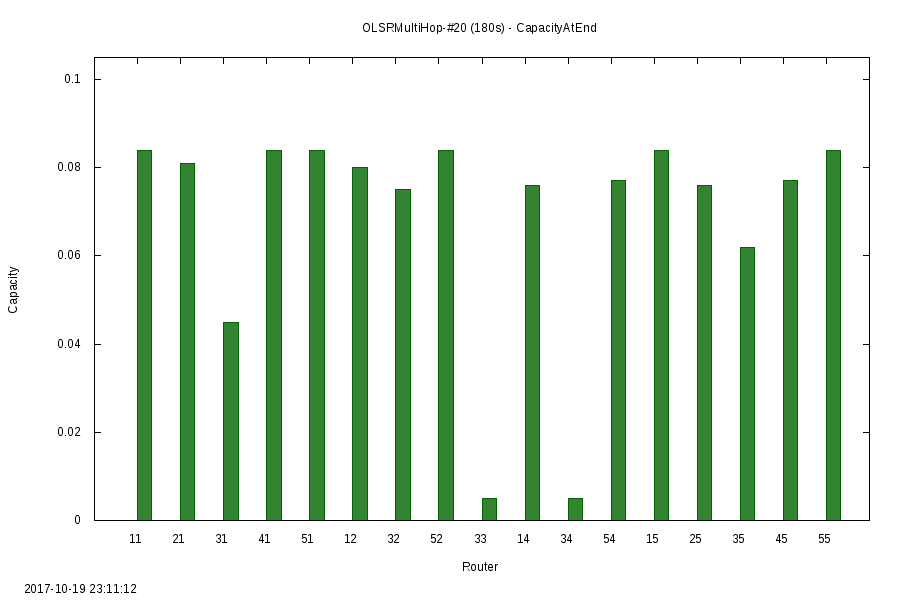 OLSRMultiHop-#20 (180s) - CapacityAtEnd
0.1
0.08
0.06
0.04
0.02
0
Capacity
11 21 31 41 51 12 32 52 33 14 34 54 15 25 35 45 55
Router
2017-10-19 23:11:12